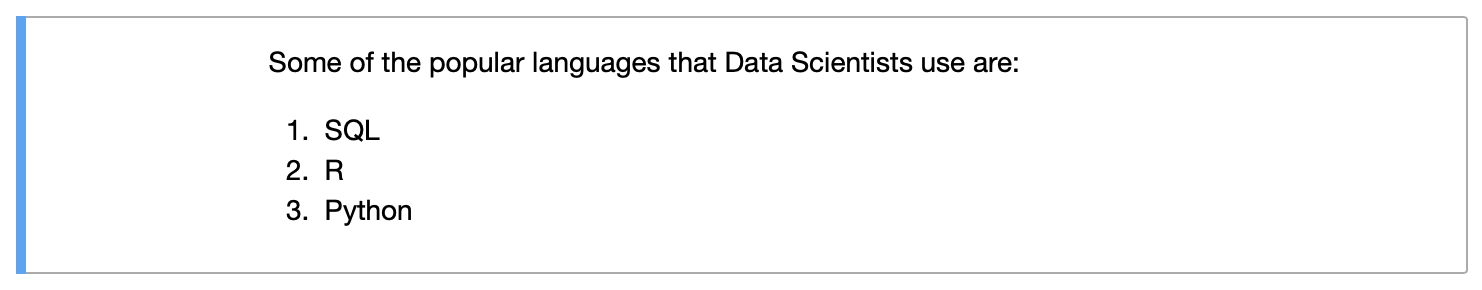 Some of the popular languages that Data Scientists use are:
1. SQL
2. R
3. Python